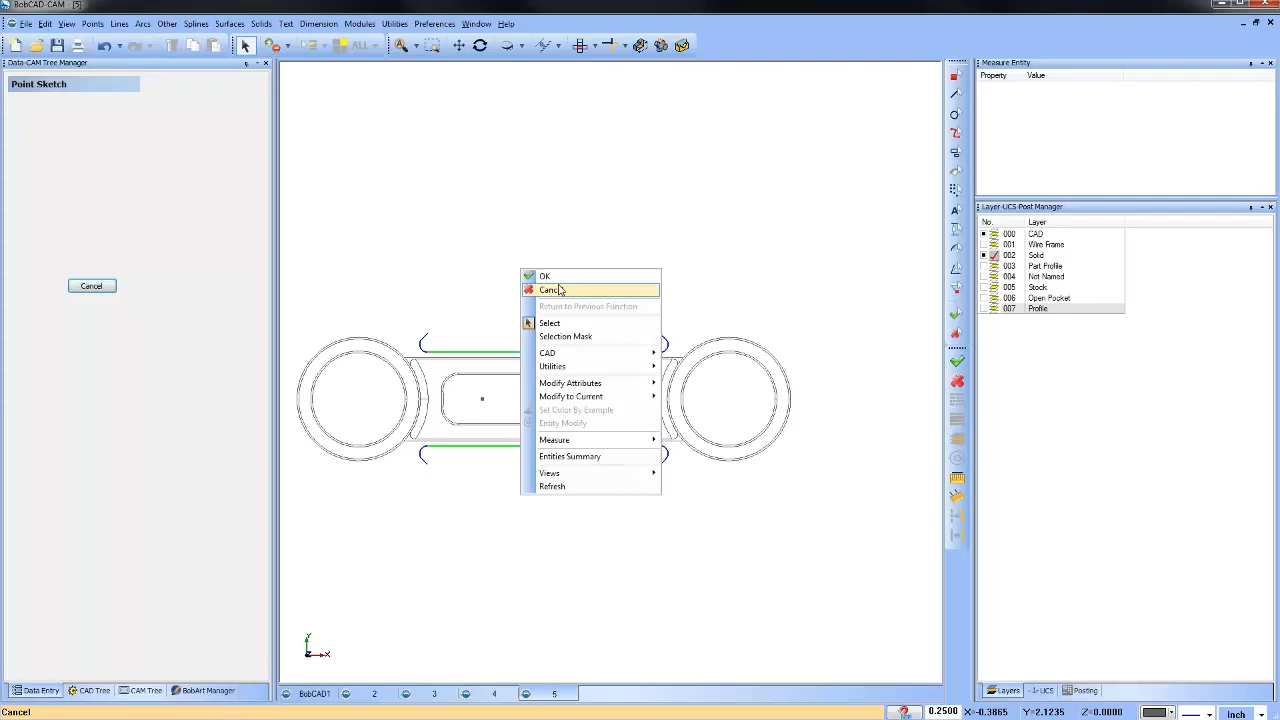 BobCAD-CAM - [5]
File Edit View Points Lines Arcs Other Splines Surfaces Solids Text Dimension Modules Utilities Preferences Window Help
ALL
Data-CAM Tree Manager
Point Sketch
Cancel
OK
Cancel
Return to Previous Function
Select
Selection Mask
CAD
Utilities
Modify Attributes
Modify to Current
Set Color By Example
Entity Modify
Measure
Entities Summary
Views
Refresh
Y
X
Z
Measure Entity
Property Value
Layer-UCS-Post Manager
No. Layer
000 CAD
001 Wire Frame
002 Solid
003 Part Profile
004 Not Named
005 Stock
006 Open Pocket
007 Profile
Data Entry CAD Tree CAM Tree BobArt Manager
BobCAD1 2 3 4 5
Layers UCS Posting
Cancel
0.2500 X=-0.3865 Y=2.1235 Z=0.0000 Inch